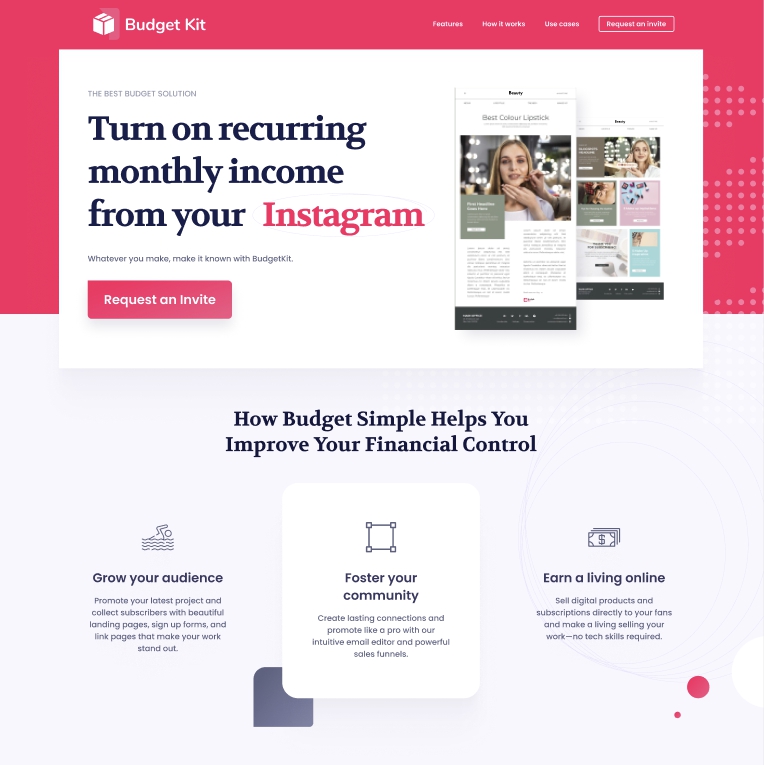 Budget Kit
Features How it works Use cases Request an Invite
THE BEST BUDGET SOLUTION
Turn on recurring
monthly income
from your Instagram
Whatever you make, make it known with BudgetKit.
Request an Invite
Beauty
Best Colour Lipstick
Post Headline
Goes Here
Beauty
How Budget Simple Helps You
Improve Your Financial Control
Grow your audience
Promote your latest project and
collect subscribers with beautiful
landing pages, sign up forms, and
link pages that make your work
stand out.
Foster your
community
Create lasting connections and
promote like a pro with our
intuitive email editor and powerful
sales funnels.
Earn a living online
Sell digital products and
subscriptions directly to your fans
and make a living selling your
work—no tech skills required.